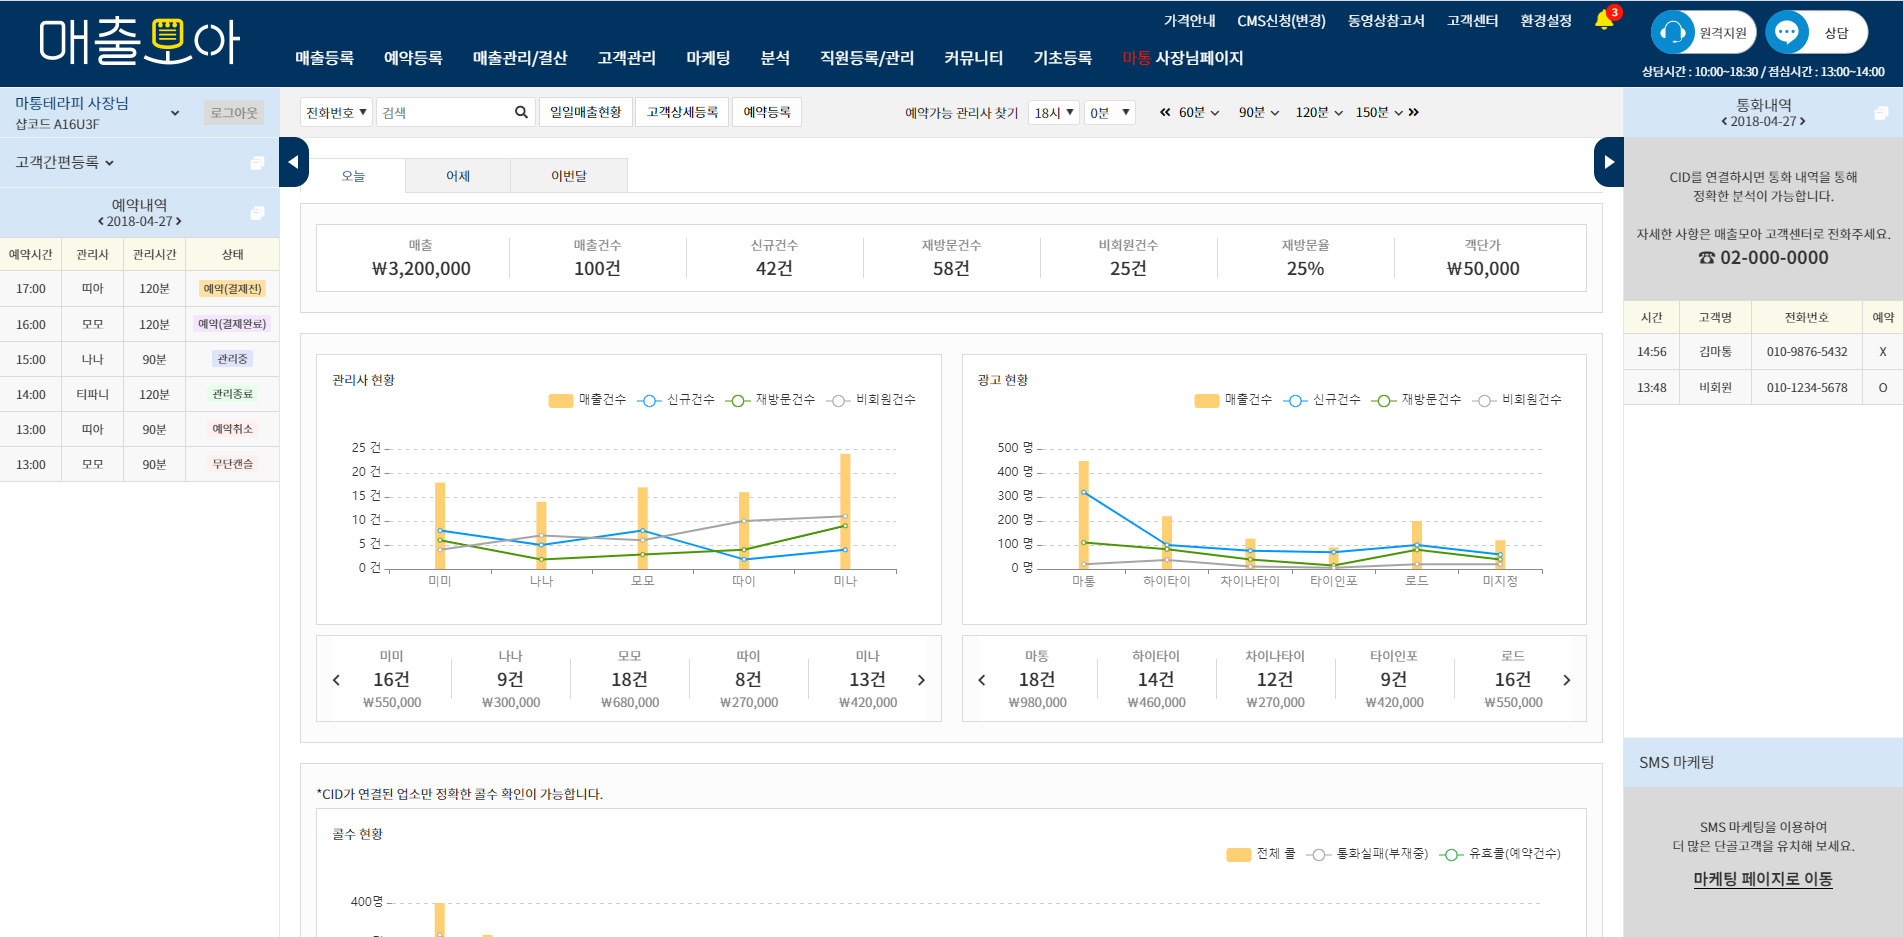 매출모아
가격안내 CMS신청(변경) 동영상참고서 고객센터 환경설정 3
원격지원 상담
매출등록 예약등록 매출관리/결산 고객관리 마케팅 분석 직원등록/관리 커뮤니티 기초등록 마통 사장님페이지
상담시간 : 10:00~18:30 / 점심시간 : 13:00~14:00
마통테라피 사장님
샵코드 A16U3F
로그아웃
고객간편등록
예약내역
2018-04-27
예약시간 관리사 관리시간 상태
17:00 띠아 120분 예약(결제전)
16:00 모모 120분 예약(결제완료)
15:00 나나 90분 관리중
14:00 티파니 120분 관리종료
13:00 띠아 90분 예약취소
13:00 모모 90분 무단캔슬
전화번호 ▼ 검색 일일매출현황 고객상세등록 예약등록 예약가능 관리사 찾기 18시 ▼ 0분 ▼ 60분 90분 120분 150분
오늘 어제 이번달
매출 매출건수 신규건수 재방문건수 비회원건수 재방문율 객단가
₩3,200,000 100건 42건 58건 25건 25% ₩50,000
관리사 현황
매출건수 신규건수 재방문건수 비회원건수
25 건
20 건
15 건
10 건
5 건
0 건
미미 나나 모모 따이 미나
미미 나나 모모 따이 미나
16건 9건 18건 8건 13건
₩550,000 ₩300,000 ₩680,000 ₩270,000 ₩420,000
광고 현황
매출건수 신규건수 재방문건수 비회원건수
500 명
400 명
300 명
200 명
100 명
0 명
마통 하이타이 차이나타이 타이인포 로드 미지정
마통 하이타이 차이나타이 타이인포 로드
18건 14건 12건 9건 16건
₩980,000 ₩460,000 ₩270,000 ₩420,000 ₩550,000
*CID가 연결된 업소만 정확한 콜수 확인이 가능합니다.
콜수 현황
전체 콜 통화실패(부재중) 유효콜(예약건수)
400명
통화내역
2018-04-27
CID를 연결하시면 통화 내역을 통해
정확한 분석이 가능합니다.
자세한 사항은 매출모아 고객센터로 전화주세요.
☎ 02-000-0000
시간 고객명 전화번호 예약
14:56 김마통 010-9876-5432 X
13:48 비회원 010-1234-5678 O
SMS 마케팅
SMS 마케팅을 이용하여
더 많은 단골고객을 유치해 보세요.
마케팅 페이지로 이동